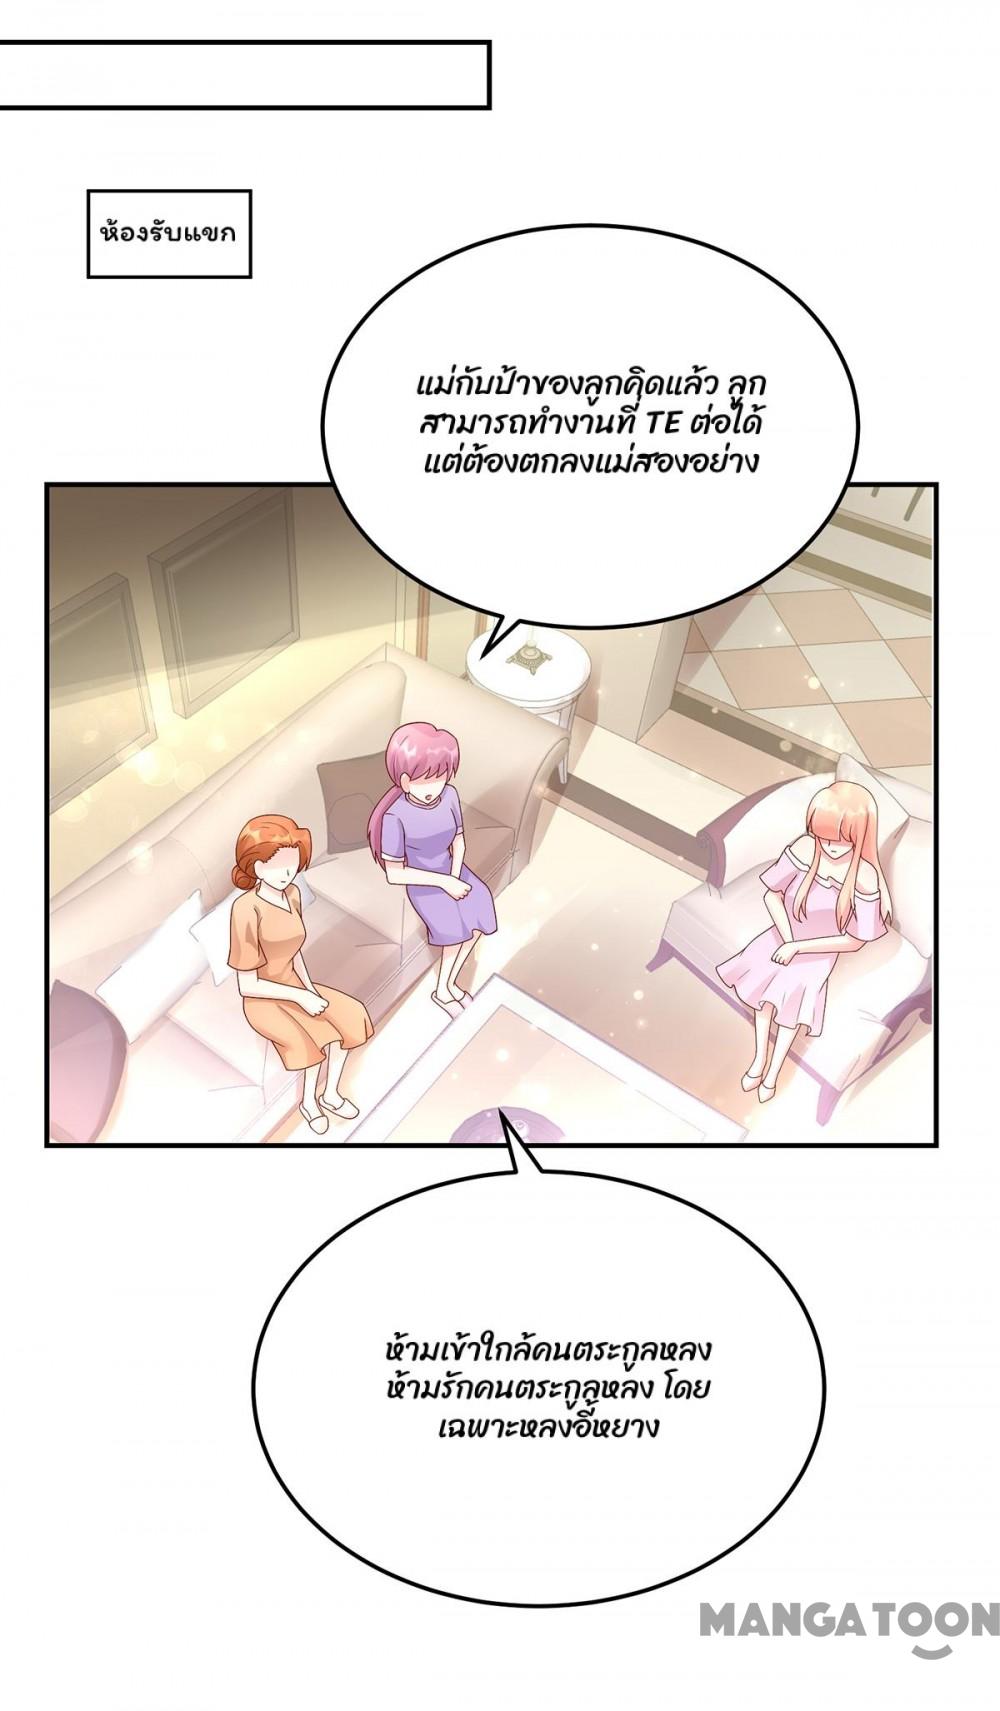 ห้องรับแขก
แม่กับป้าของลูกคิดแล้ว ลูก
สามารถทำงานที่ TE ต่อได้
แต่ต้องตกลงแม่สองอย่าง
ห้ามเข้าใกล้คนตระกูลหลง
ห้ามรักคนตระกูลหลง โดย
เฉพาะหลงอี้หยาง
MANGATOON